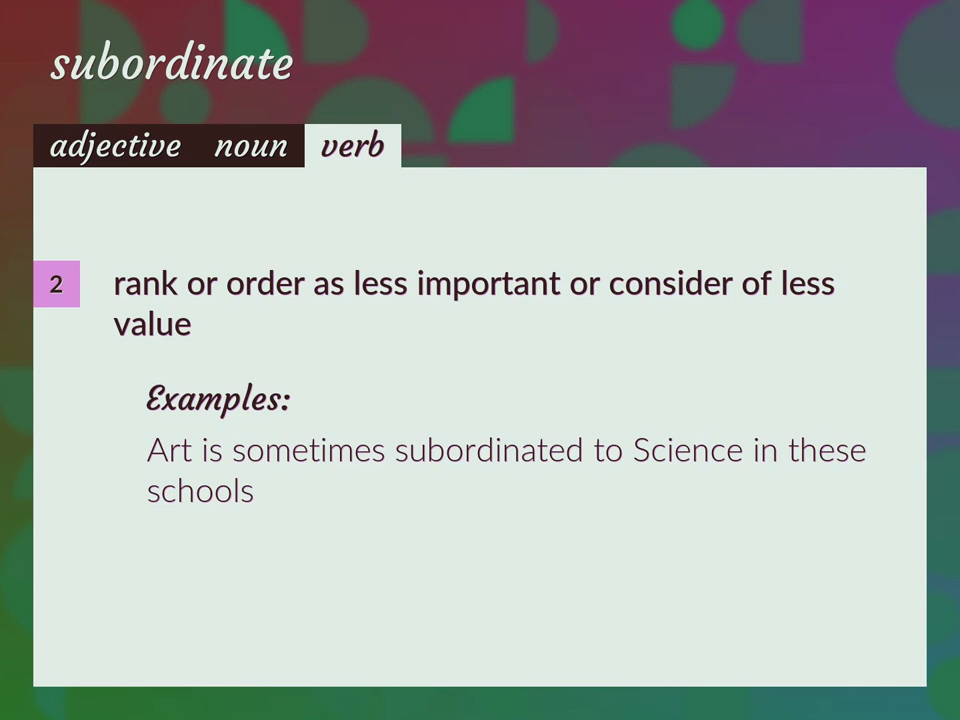 subordinate
adjective noun verb
2 rank or order as less important or consider of less
value
Examples:
Art is sometimes subordinated to Science in these
schools